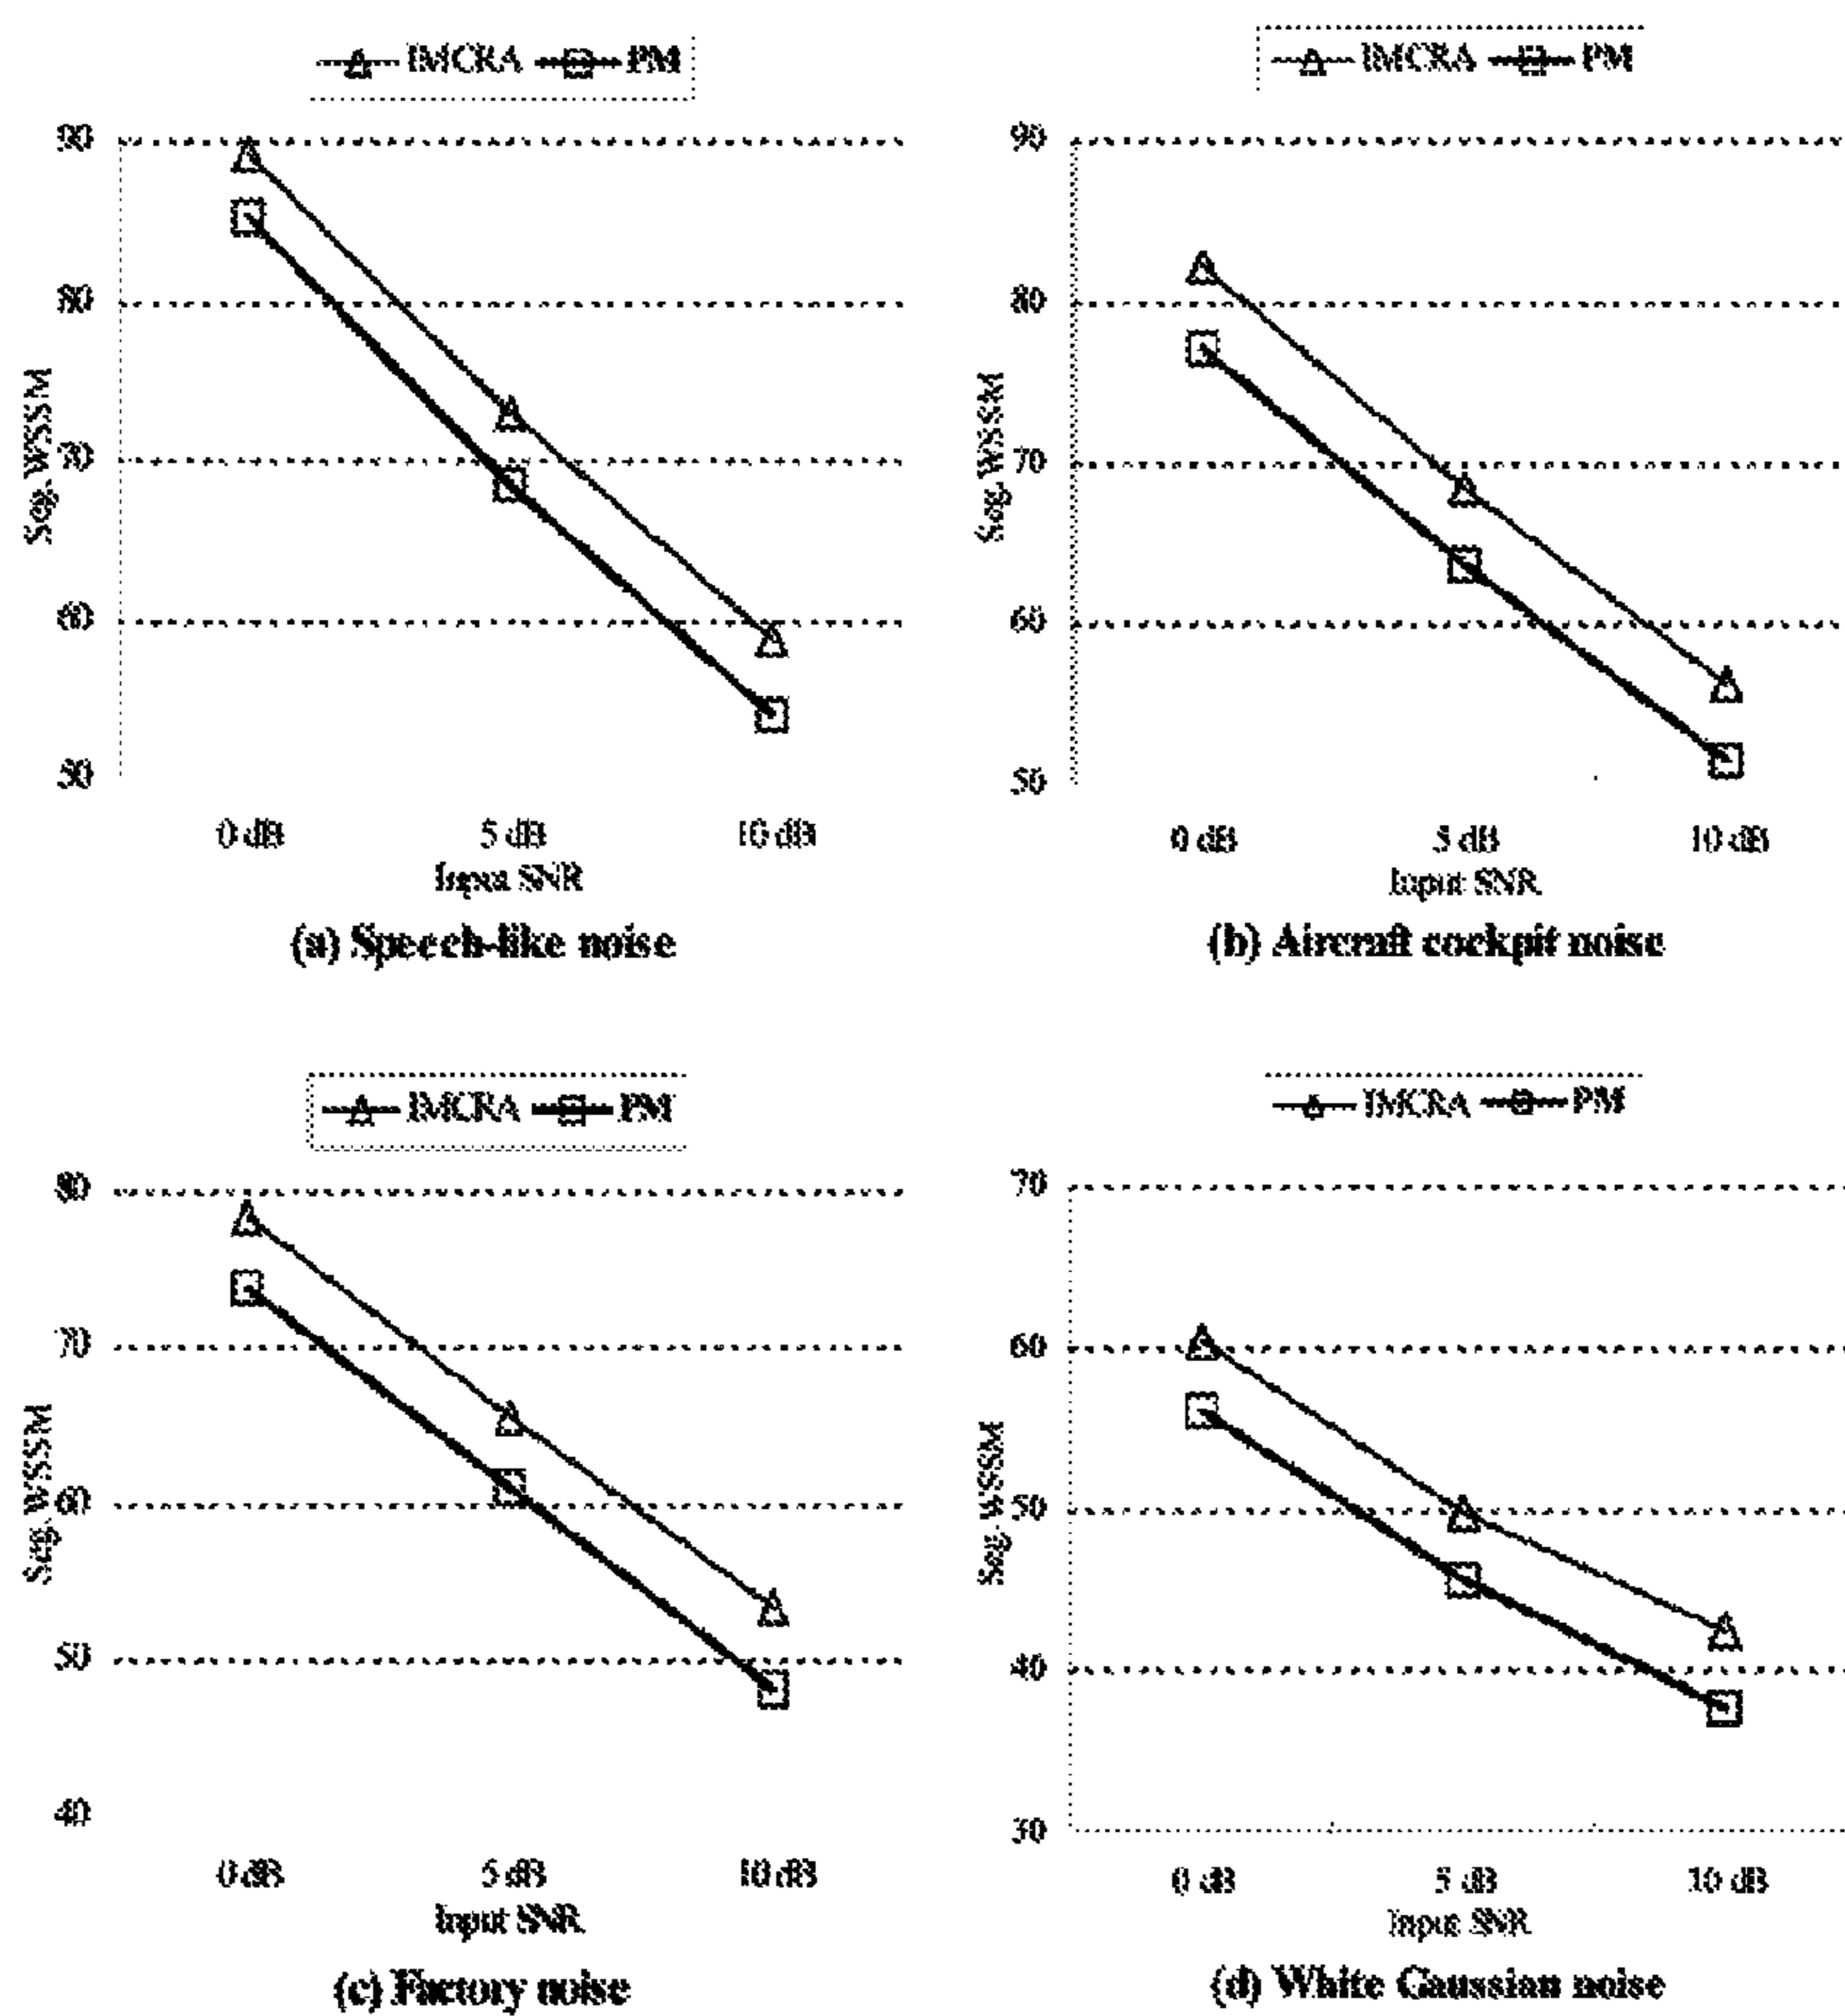 IMCRA PM
90
80
70
60
50
Seg.WSSM
0 dB 5 dB 10 dB
Input SNR
(a) Speech-like noise
IMCRA PM
90
80
70
60
50
Seg.WSSM
0 dB 5 dB 10 dB
Input SNR
(b) Aircraft cockpit noise
IMCRA PM
80
70
60
50
40
Seg.WSSM
0 dB 5 dB 10 dB
Input SNR
(c) Factory noise
IMCRA PM
70
60
50
40
30
Seg.WSSM
0 dB 5 dB 10 dB
Input SNR
(d) White Gaussian noise